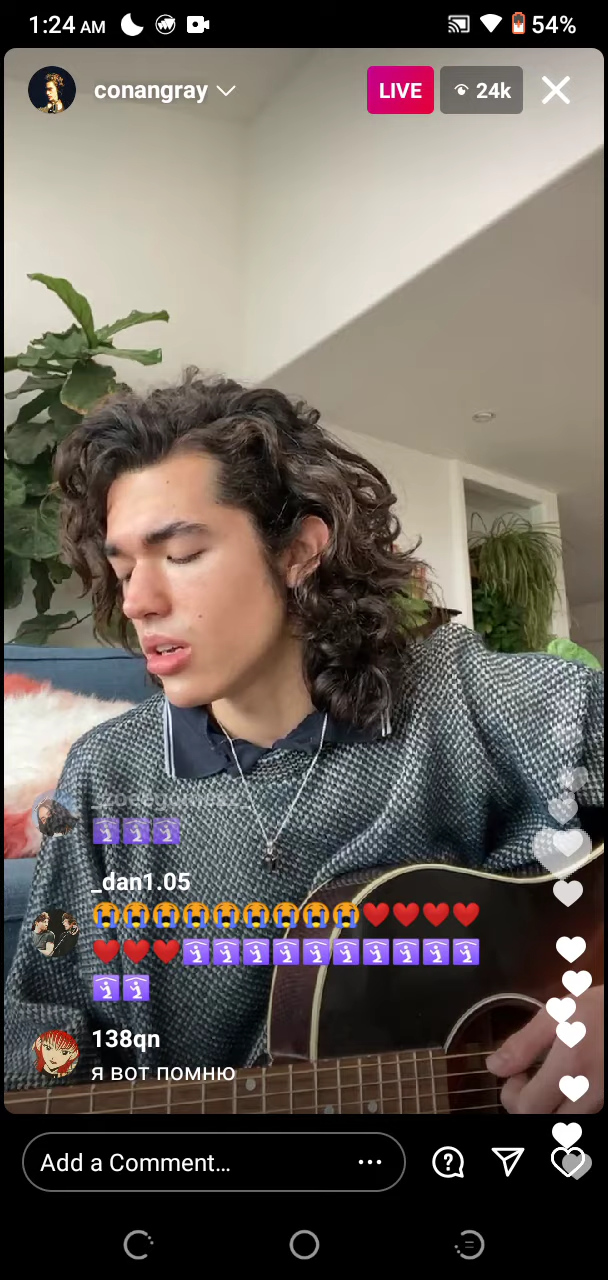 1:24 AM
54%
conangray
LIVE
24k
_dan1.05
😭😭😭😭😭😭😭😭😭❤️❤️❤️❤️
❤️❤️❤️🛐🛐🛐🛐🛐🛐🛐🛐🛐🛐
🛐🛐
138qn
я вот помню
Add a Comment...